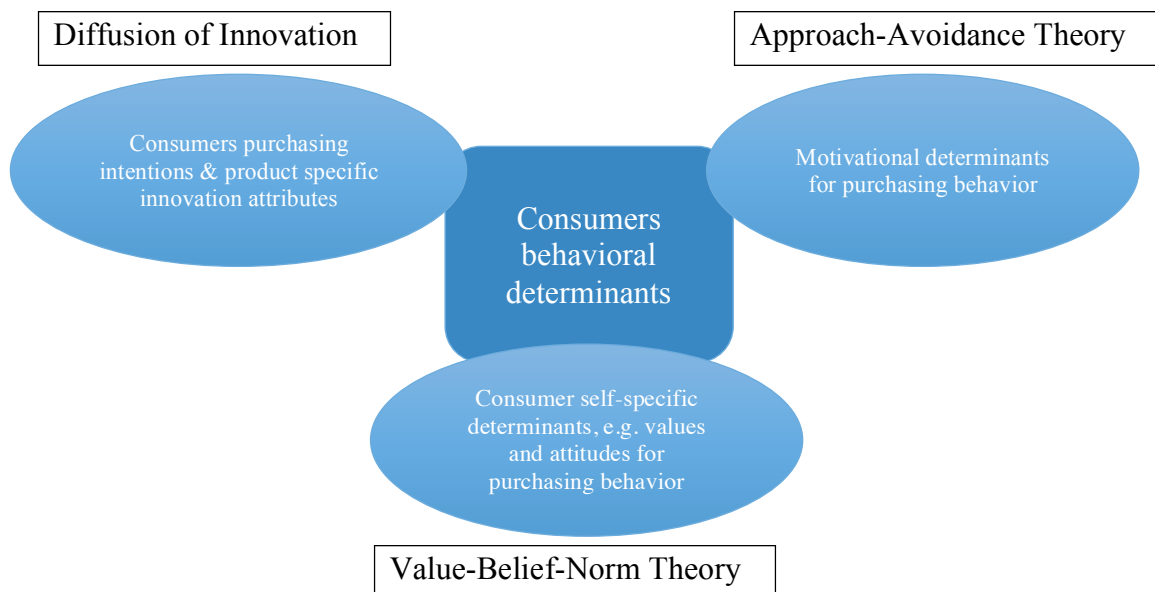 Diffusion of Innovation
Approach-Avoidance Theory
Consumers purchasing
intentions & product specific
innovation attributes
Motivational determinants
for purchasing behavior
Consumers
behavioral
determinants
Consumer self-specific
determinants, e.g. values
and attitudes for
purchasing behavior
Value-Belief-Norm Theory